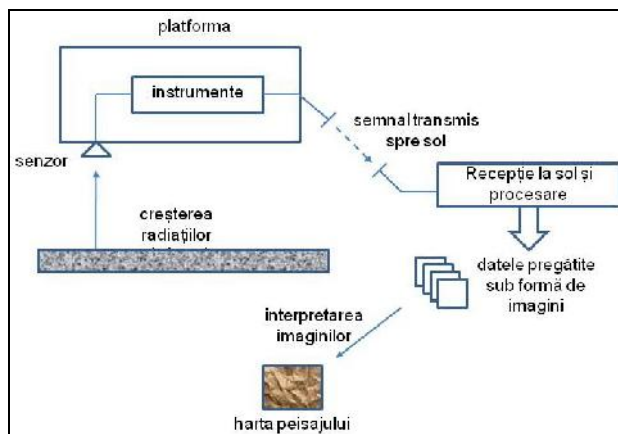 platforma
instrumente
senzor
semnal transmis
spre sol
Recepție la sol și
procesare
creșterea
radiațiilor
datele pregătite
sub formă de
imagini
interpretarea
imaginilor
harta peisajului